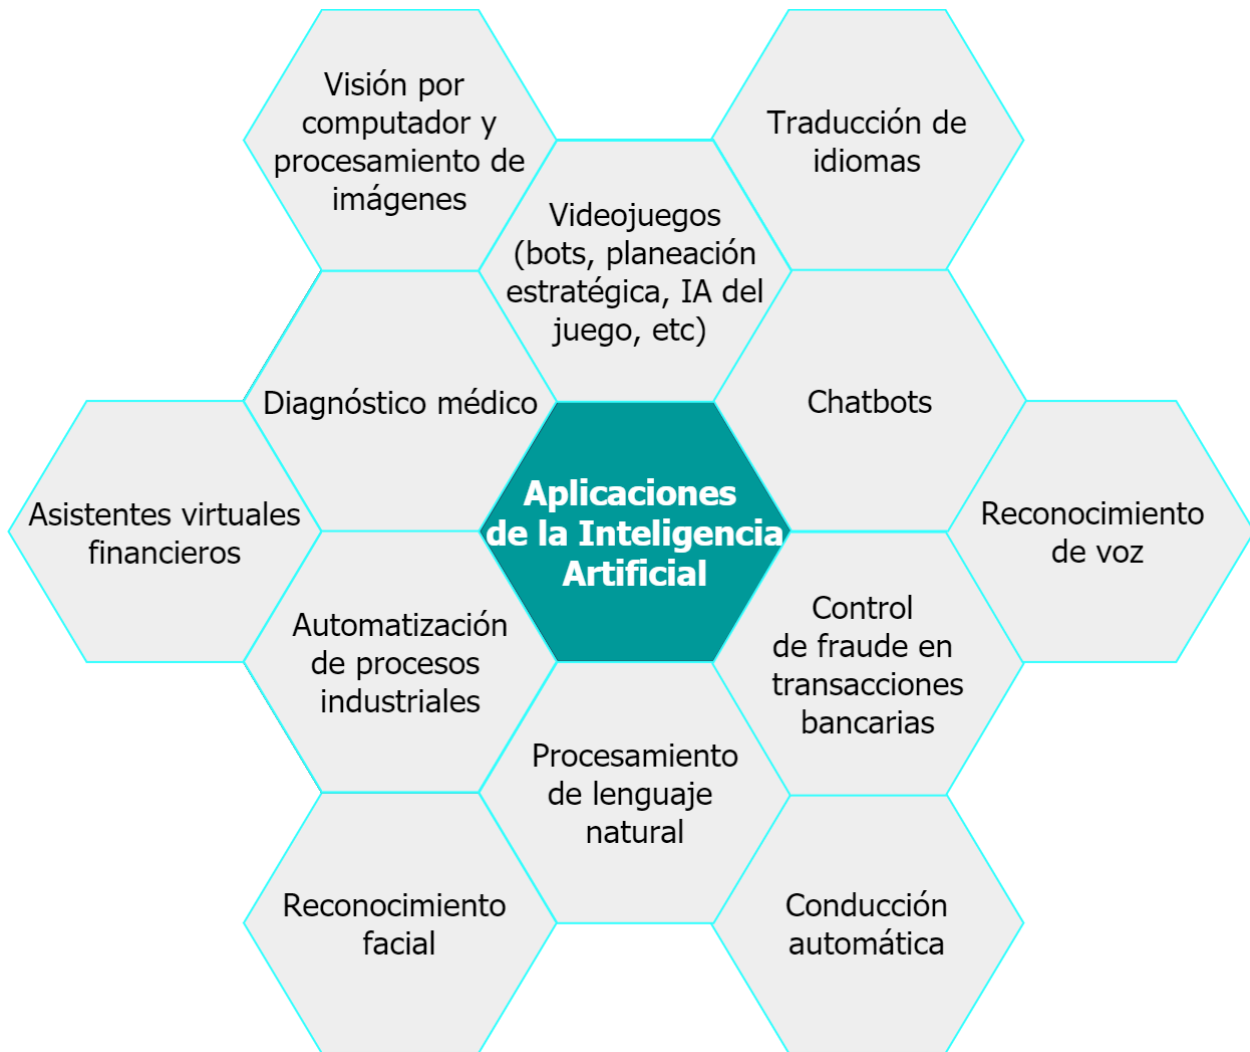 Visión por
computador y
procesamiento de
imágenes
Traducción de
idiomas
Videojuegos
(bots, planeación
estratégica, IA del
juego, etc)
Diagnóstico médico
Chatbots
Asistentes virtuales
financieros
Aplicaciones
de la Inteligencia
Artificial
Reconocimiento
de voz
Automatización
de procesos
industriales
Control
de fraude en
transacciones
bancarias
Procesamiento
de lenguaje
natural
Reconocimiento
facial
Conducción
automática